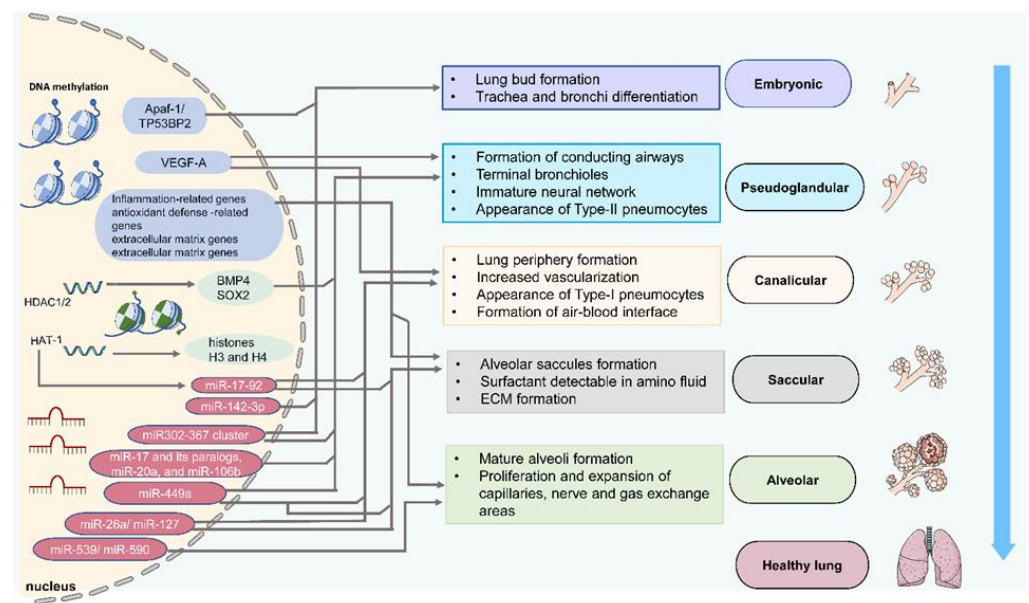 DNA methylation
Apaf-1/
TP53BP2
VEGF-A
Inflammation-related genes
antioxidant defense -related
genes
extracellular matrix genes
extracellular matrix genes
HDAC1/2
BMP4
SOX2
HAT-1
histones
H3 and H4
miR-17-92
miR-142-3p
miR302-367 cluster
miR-17 and its paralogs,
miR-20a, and miR-106b
miR-449a
miR-26a/ miR-127
miR-539/ miR-590
nucleus
• Lung bud formation
• Trachea and bronchi differentiation
Embryonic
• Formation of conducting airways
• Terminal bronchioles
• Immature neural network
• Appearance of Type-II pneumocytes
Pseudoglandular
• Lung periphery formation
• Increased vascularization
• Appearance of Type-I pneumocytes
• Formation of air-blood interface
Canalicular
• Alveolar saccules formation
• Surfactant detectable in amino fluid
• ECM formation
Saccular
• Mature alveoli formation
• Proliferation and expansion of
capillaries, nerve and gas exchange
areas
Alveolar
Healthy lung